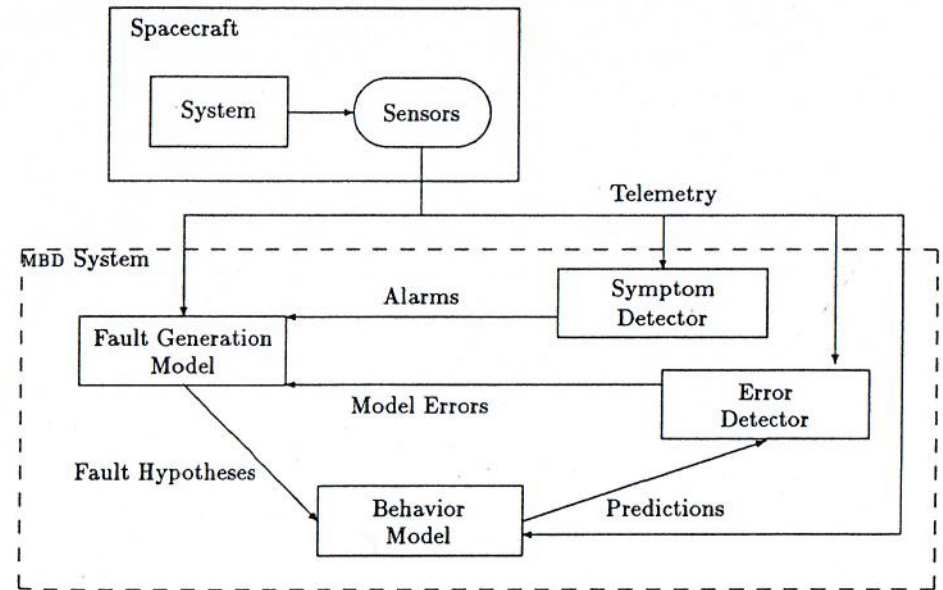 Spacecraft
System
Sensors
Telemetry
MBD System
Symptom
Detector
Alarms
Fault Generation
Model
Error
Detector
Model Errors
Fault Hypotheses
Behavior
Model
Predictions